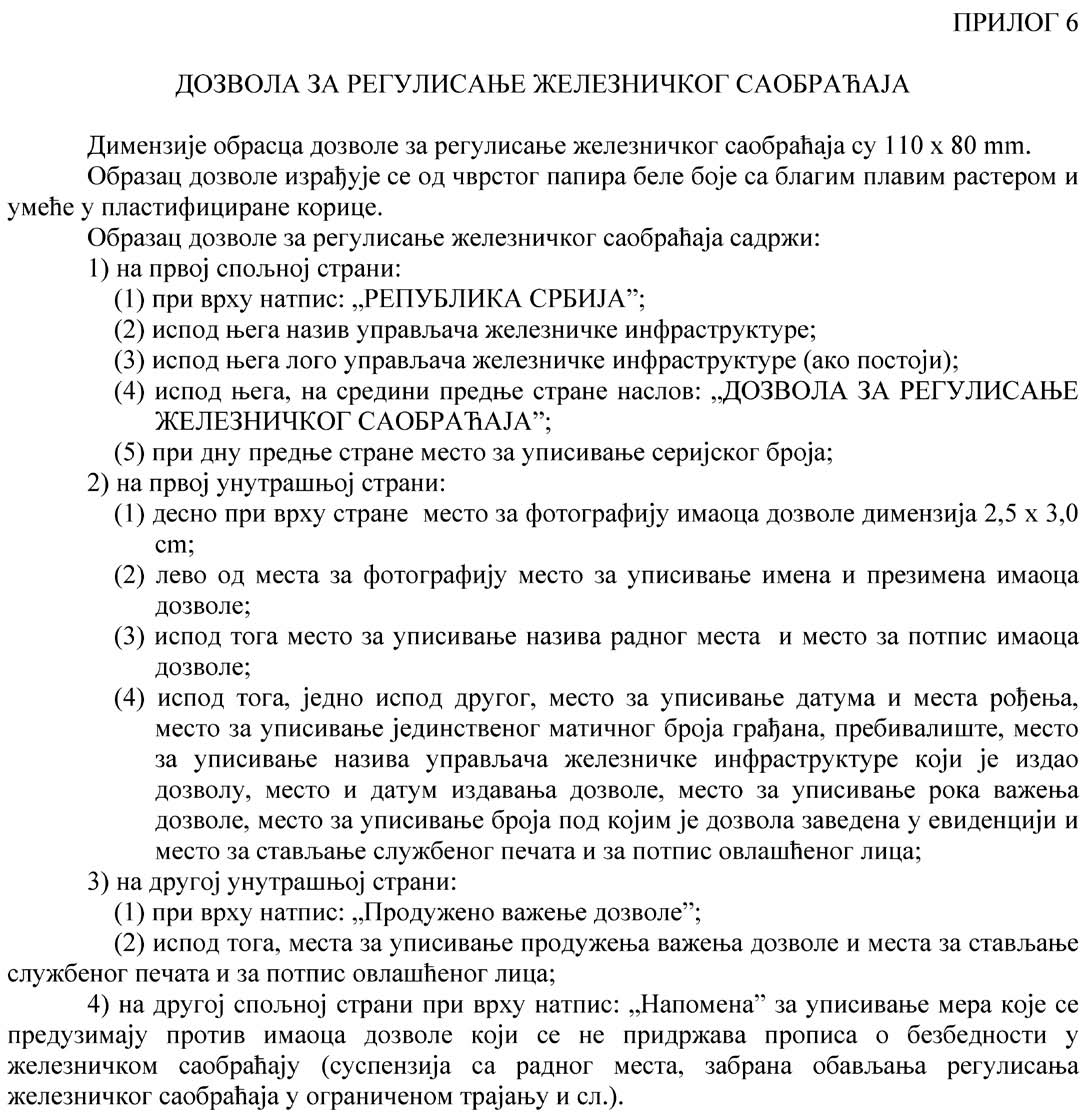 ПРИЛОГ 6
ДОЗВОЛА ЗА РЕГУЛИСАЊЕ ЖЕЛЕЗНИЧКОГ САОБРАЋАЈА
Димензије обрасца дозволе за регулисање железничког саобраћаја су 110 x 80 mm.
Образац дозволе израђује се од чврстог папира беле боје са благим плавим растером и
умеће у пластифициране корице.
Образац дозволе за регулисање железничког саобраћаја садржи:
1) на првој спољној страни:
(1) при врху натпис: „РЕПУБЛИКА СРБИЈА”;
(2) испод њега назив управљача железничке инфраструктуре;
(3) испод њега лого управљача железничке инфраструктуре (ако постоји);
(4) испод њега, на средини предње стране наслов: „ДОЗВОЛА ЗА РЕГУЛИСАЊЕ
ЖЕЛЕЗНИЧКОГ САОБРАЋАЈА”;
(5) при дну предње стране место за уписивање серијског броја;
2) на првој унутрашњој страни:
(1) десно при врху стране место за фотографију имаоца дозволе димензија 2,5 x 3,0
cm;
(2) лево од места за фотографију место за уписивање имена и презимена имаоца
дозволе;
(3) испод тога место за уписивање назива радног места и место за потпис имаоца
дозволе;
(4) испод тога, једно испод другог, место за уписивање датума и места рођења,
место за уписивање јединственог матичног броја грађана, пребивалиште, место
за уписивање назива управљача железничке инфраструктуре који је издао
дозволу, место и датум издавања дозволе, место за уписивање рока важења
дозволе, место за уписивање броја под којим је дозвола заведена у евиденцији и
место за стављање службеног печата и за потпис овлашћеног лица;
3) на другој унутрашњој страни:
(1) при врху натпис: „Продужено важење дозволе”;
(2) испод тога, места за уписивање продужења важења дозволе и места за стављање
службеног печата и за потпис овлашћеног лица;
4) на другој спољној страни при врху натпис: „Напомена” за уписивање мера које се
предузимају против имаоца дозволе који се не придржава прописа о безбедности у
железничком саобраћају (суспензија са радног места, забрана обављања регулисања
железничког саобраћаја у ограниченом трајању и сл.).